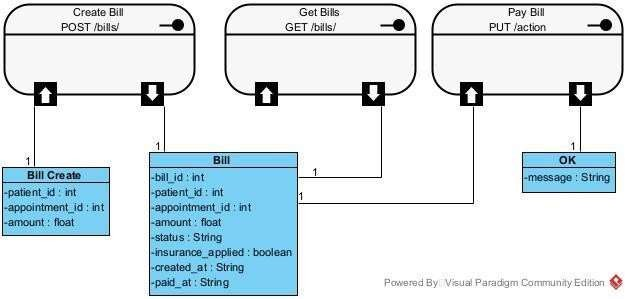 Create Bill
POST /bills/
Get Bills
GET /bills/
Pay Bill
PUT /action
1
1
1
1
1
Bill Create
-patient_id : int
-appointment_id : int
-amount : float
Bill
-bill_id : int
-patient_id : int
-appointment_id : int
-amount : float
-status : String
-insurance_applied : boolean
-created_at : String
-paid_at : String
OK
-message : String
Powered By: Visual Paradigm Community Edition